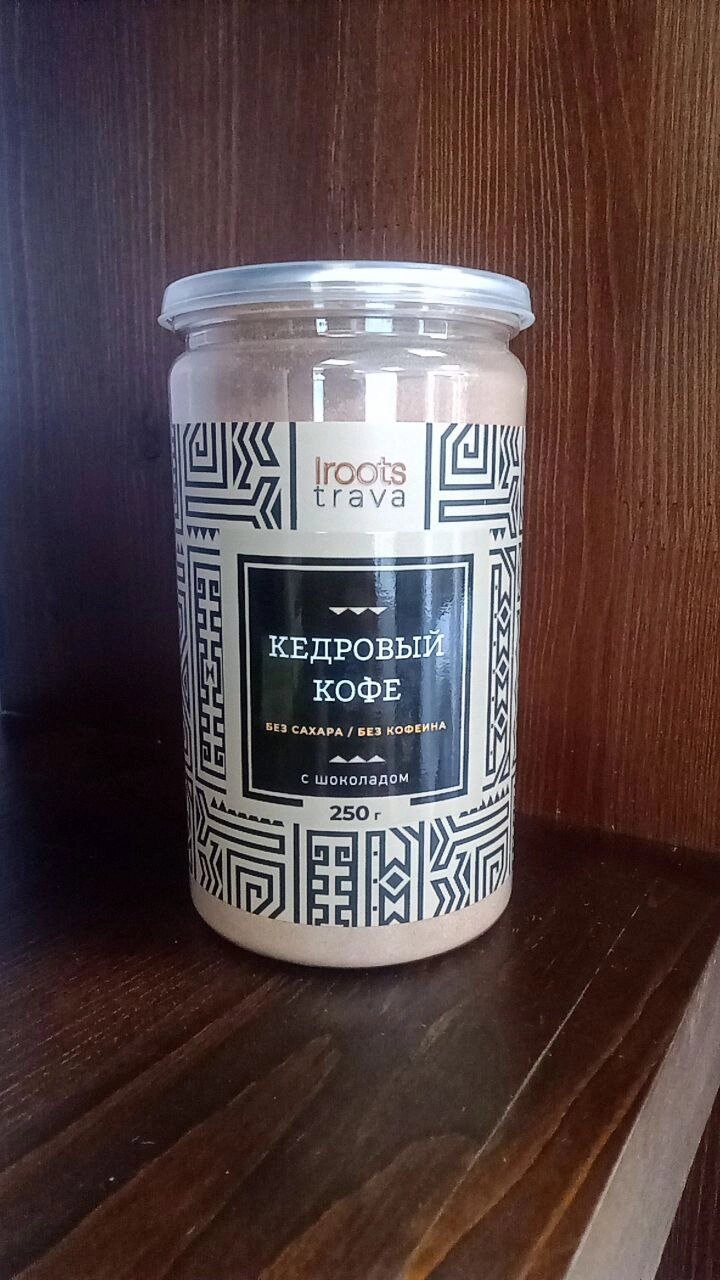 Iroots
trava
КЕДРОВЫЙ
КОФЕ
БЕЗ САХАРА / БЕЗ КОФЕИНА
С ШОКОЛАДОМ
250 г